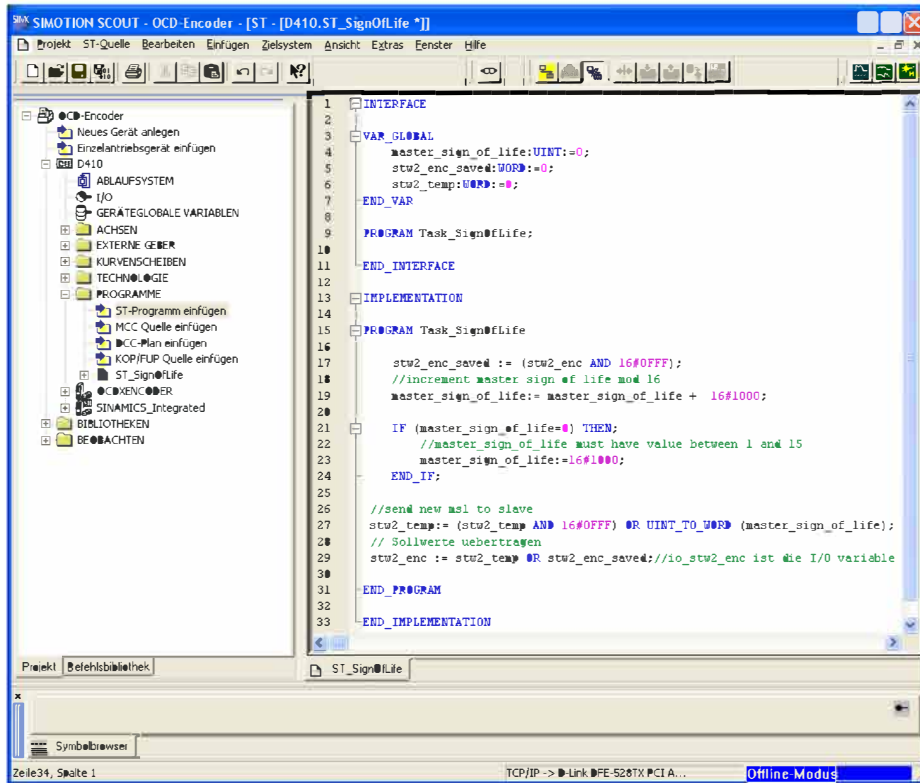 SIMOTION SCOUT - OCD-Encoder - [ST - [D410.ST_SignOfLife *]]
Projekt ST-Quelle Bearbeiten Einfügen Zielsystem Ansicht Extras Fenster Hilfe
OCD-Encoder
Neues Gerät anlegen
Einzelantriebsgerät einfügen
D410
ABLAUFSYSTEM
I/O
GERÄTEGLOBALE VARIABLEN
ACHSEN
EXTERNE GEBER
KURVENSCHEIBEN
TECHNOLOGIE
PROGRAMME
ST-Programm einfügen
MCC Quelle einfügen
DCC-Plan einfügen
KOP/FUP Quelle einfügen
ST_SignOfLife
OCDXENCODER
SINAMICS_Integrated
BIBLIOTHEKEN
BEOBACHTEN
Projekt Befehlsbibliothek
1 INTERFACE
2
3 VAR_GLOBAL
4 master_sign_of_life:UINT:=0;
5 stw2_enc_saved:WORD:=0;
6 stw2_temp:WORD:=0;
7 END_VAR
8
9 PROGRAM Task_SignOfLife;
10
11 END_INTERFACE
12
13 IMPLEMENTATION
14
15 PROGRAM Task_SignOfLife
16
17 stw2_enc_saved := (stw2_enc AND 16#0FFF);
18 //increment master sign of life mod 16
19 master_sign_of_life:= master_sign_of_life + 16#1000;
20
21 IF (master_sign_of_life=0) THEN;
22 //master_sign_of_life must have value between 1 and 15
23 master_sign_of_life:=16#1000;
24 END_IF;
25
26 //send new msl to slave
27 stw2_temp:= (stw2_temp AND 16#0FFF) OR UINT_TO_WORD (master_sign_of_life);
28 // Sollwerte uebertragen
29 stw2_enc := stw2_temp OR stw2_enc_saved;//io_stw2_enc ist die I/O variable
30
31 END_PROGRAM
32
33 END_IMPLEMENTATION
ST_SignOfLife
Symbolbrowser
Zeile34, Spalte 1 TCP/IP -> D-Link DFE-528TX PCI A... Offline-Modus